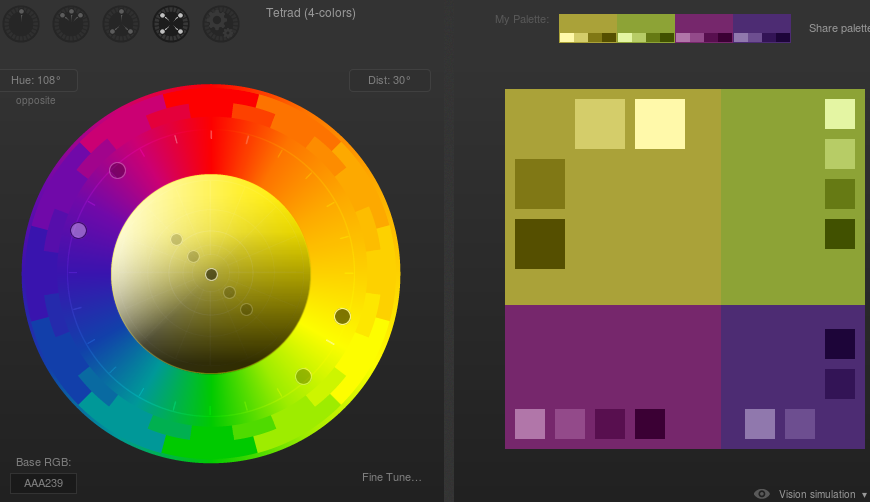 Tetrad (4-colors)
My Palette:
Share palette
Hue: 108°
Dist: 30°
opposite
Base RGB:
AAA239
Fine Tune...
Vision simulation